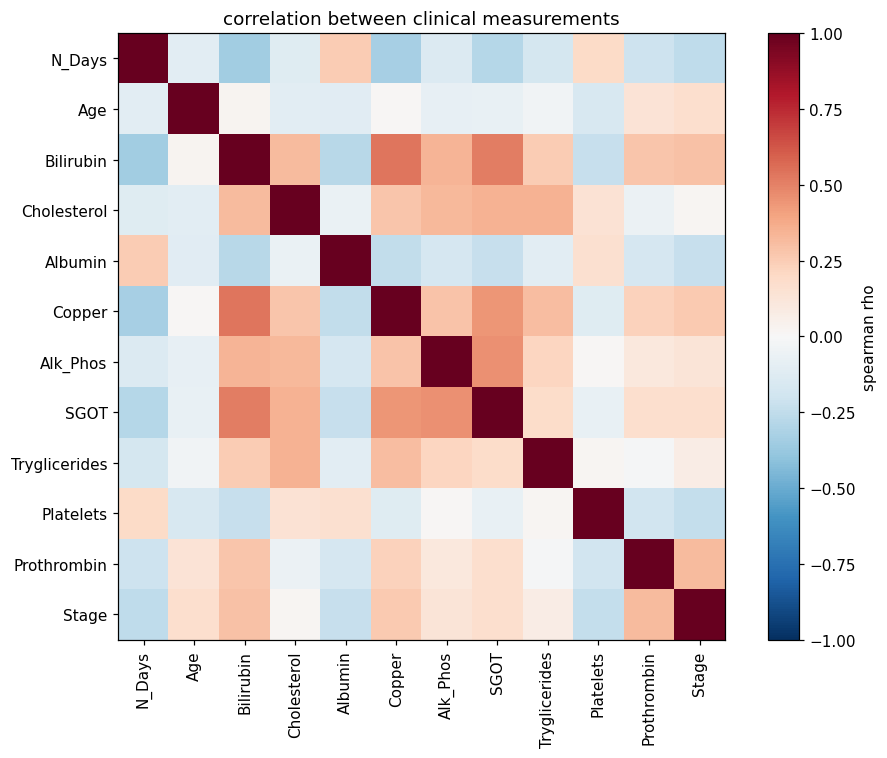 correlation between clinical measurements
N_Days
Age
Bilirubin
Cholesterol
Albumin
Copper
Alk_Phos
SGOT
Tryglicerides
Platelets
Prothrombin
Stage
N_Days
Age
Bilirubin
Cholesterol
Albumin
Copper
Alk_Phos
SGOT
Tryglicerides
Platelets
Prothrombin
Stage
1.00
0.75
0.50
0.25
0.00
−0.25
−0.50
−0.75
−1.00
spearman rho